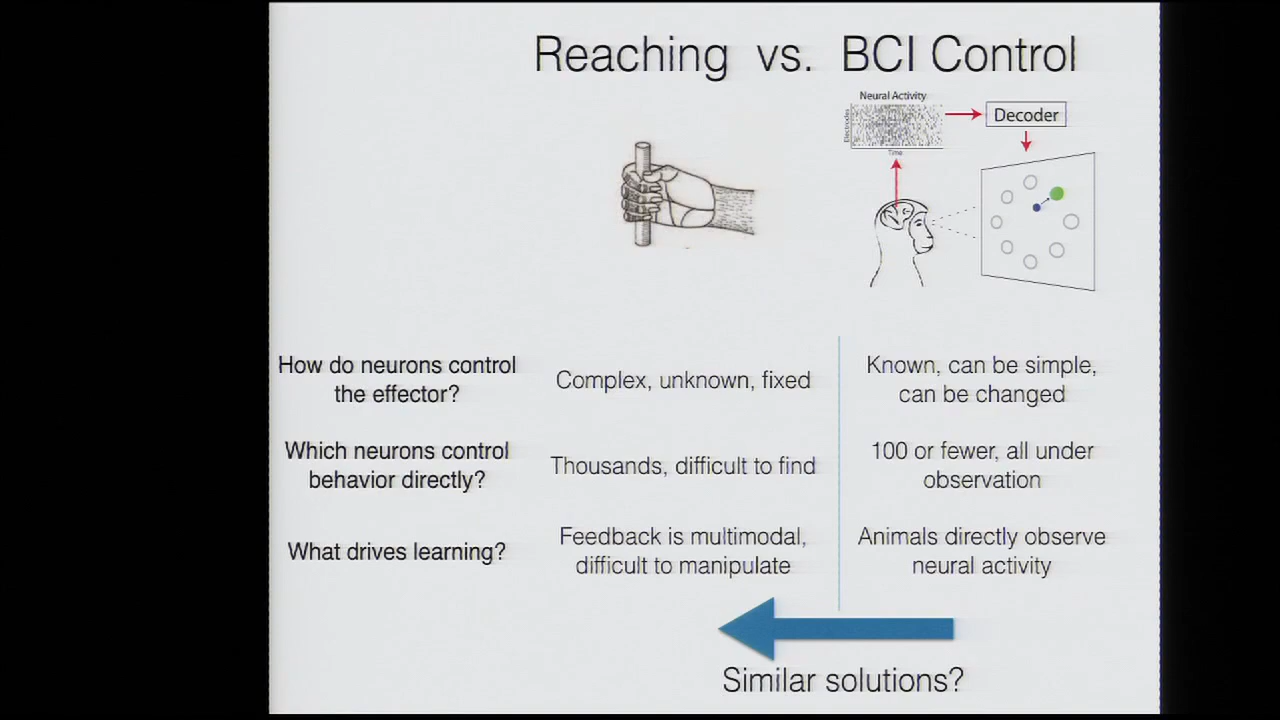 Reaching vs. BCI Control
Neural Activity
Electrodes
Time
Decoder
How do neurons control
the effector?
Complex, unknown, fixed
Known, can be simple,
can be changed
Which neurons control
behavior directly?
Thousands, difficult to find
100 or fewer, all under
observation
What drives learning?
Feedback is multimodal,
difficult to manipulate
Animals directly observe
neural activity
Similar solutions?